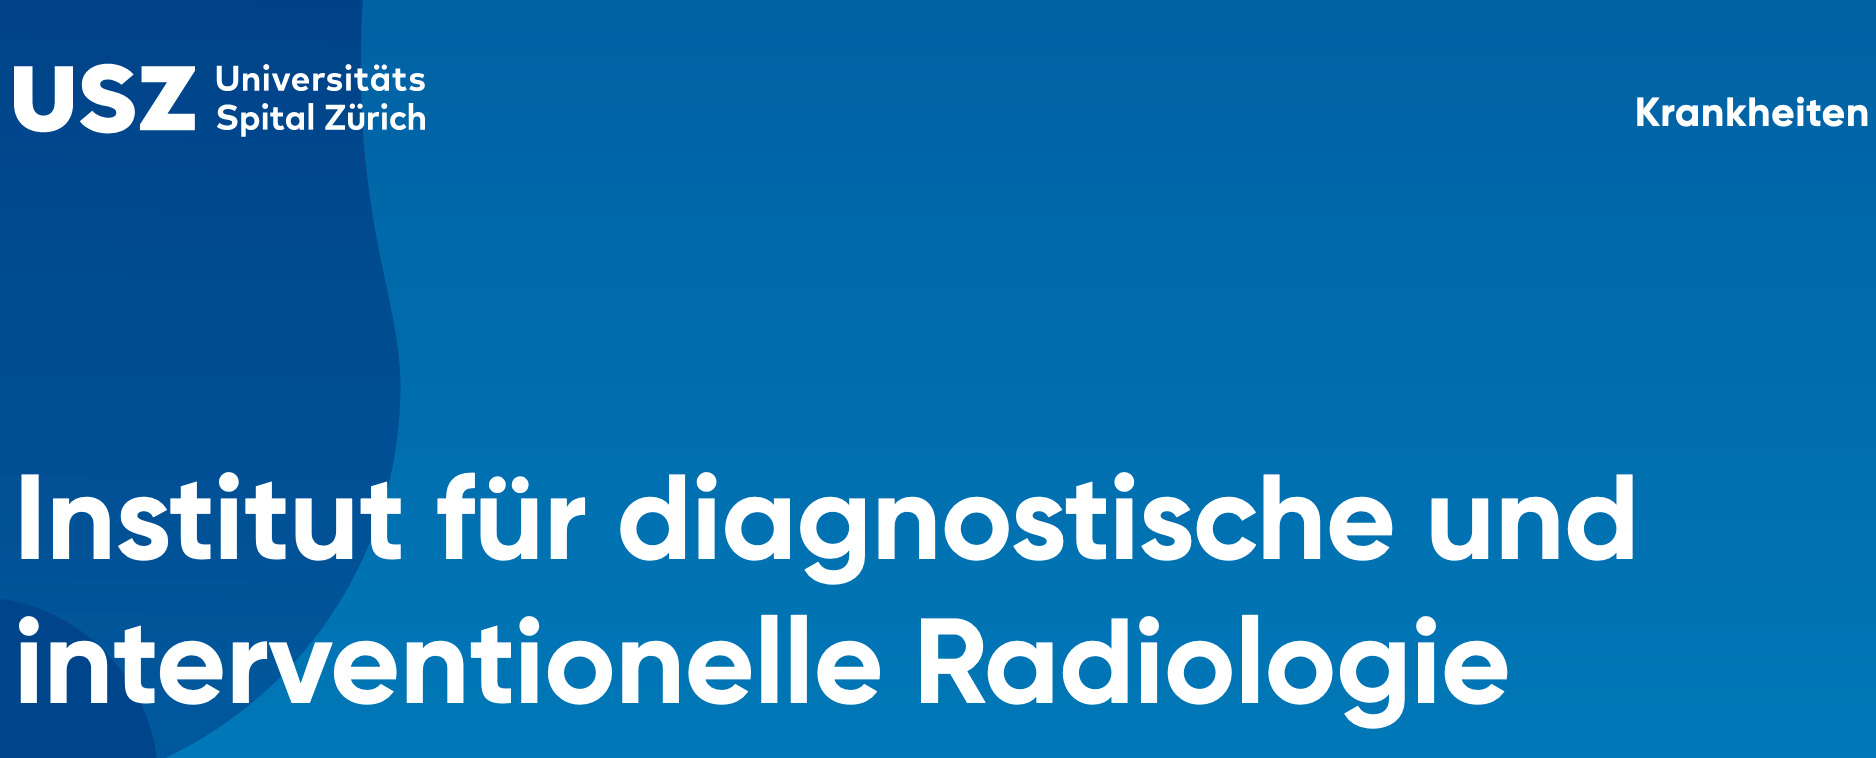 USZ
Universitäts
Spital Zürich
Krankheiten
Institut für diagnostische und
interventionelle Radiologie